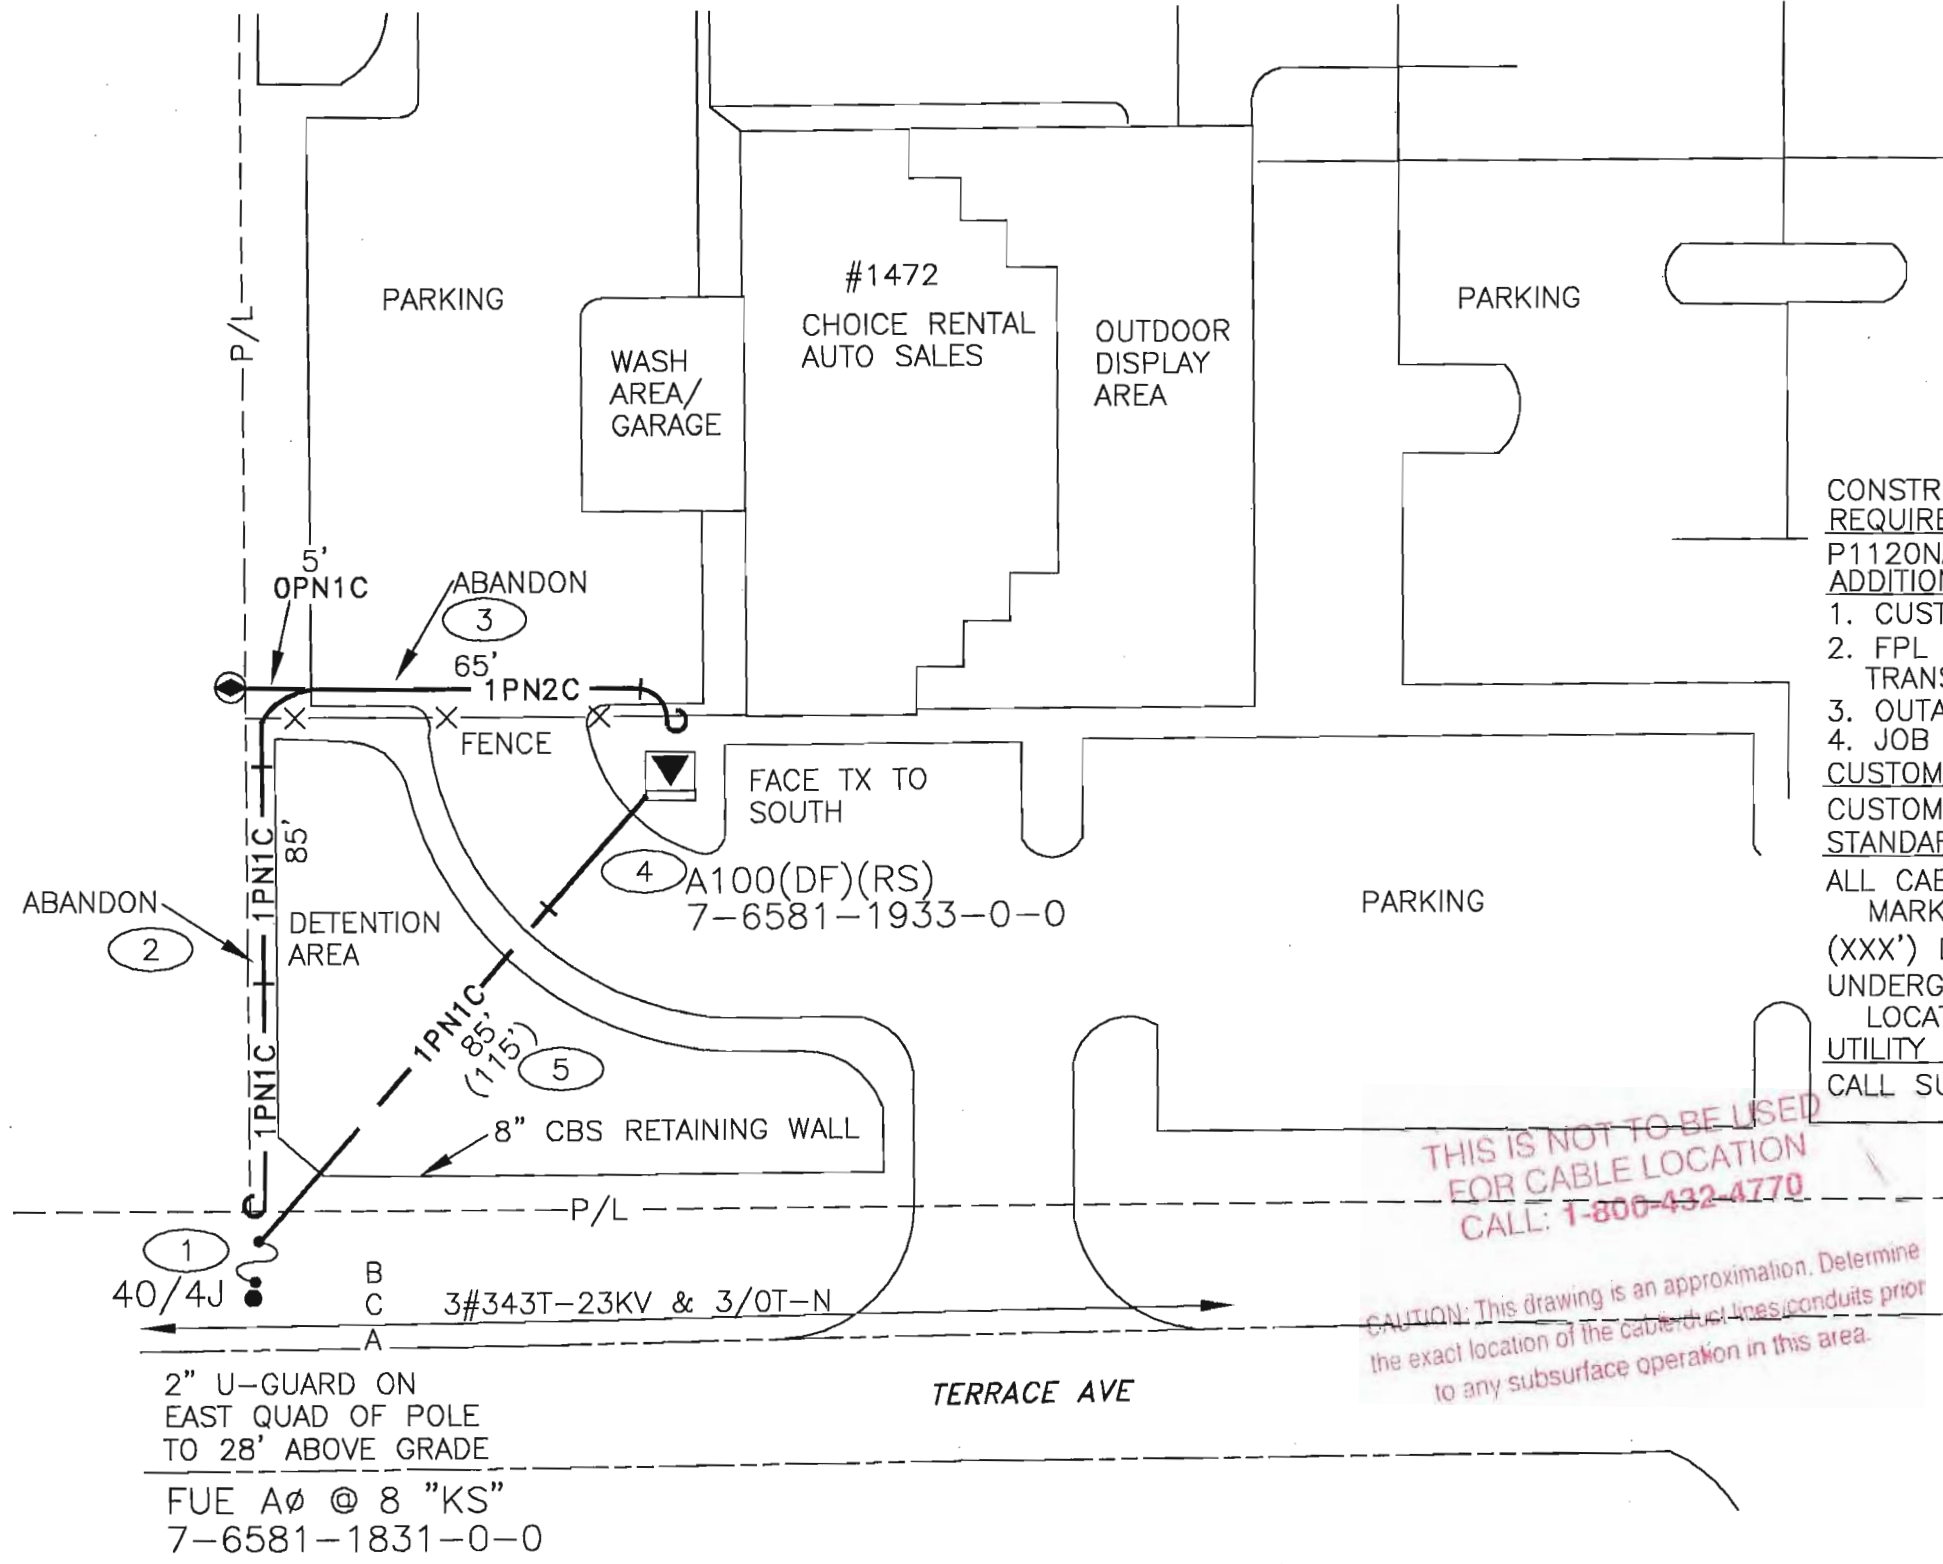 #1472
CHOICE RENTAL
AUTO SALES
PARKING
PARKING
P/L
WASH
AREA/
GARAGE
OUTDOOR
DISPLAY
AREA
5'
0PN1C
ABANDON
3
65'
1PN2C
FENCE
FACE TX TO
SOUTH
4
A100(DF)(RS)
7-6581-1933-0-0
PARKING
1PN1C
85'
ABANDON
2
DETENTION
AREA
1PN1C
85'
(115')
5
1PN1C
8" CBS RETAINING WALL
P/L
1
40/4J
B
C
A
3#343T-23KV & 3/0T-N
2" U-GUARD ON
EAST QUAD OF POLE
TO 28' ABOVE GRADE
TERRACE AVE
FUE AØ @ 8 "KS"
7-6581-1831-0-0
CONSTR
REQUIRE
P1120N
ADDITION
1. CUST
2. FPL
TRANS
3. OUTA
4. JOB
CUSTOM
CUSTOM
STANDAR
ALL CAB
MARK
(XXX')
UNDERG
LOCAT
UTILITY
CALL SU
THIS IS NOT TO BE USED
FOR CABLE LOCATION
CALL: 1-800-432-4770
CAUTION: This drawing is an approximation. Determine
the exact location of the cable/duct lines/conduits prior
to any subsurface operation in this area.